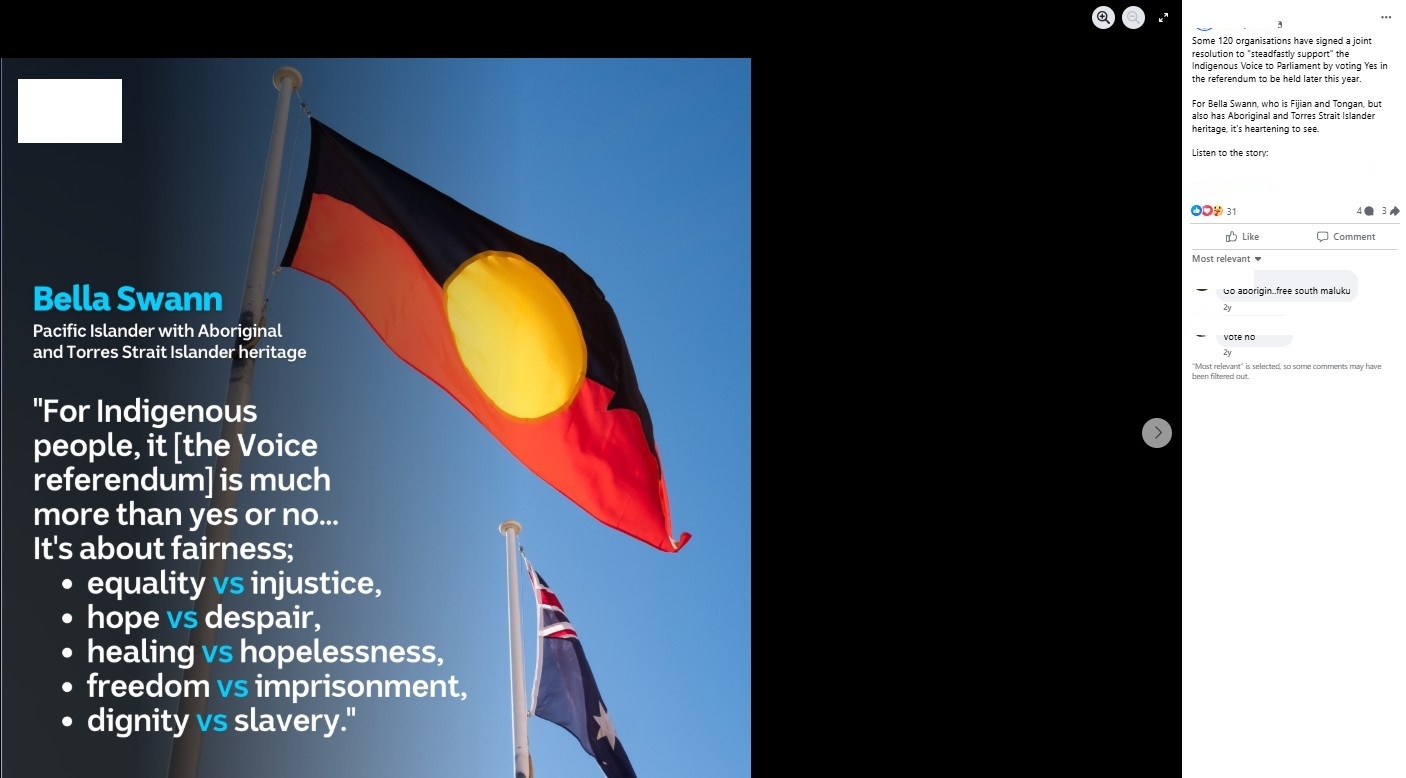 Bella Swann
Pacific Islander with Aboriginal
and Torres Strait Islander heritage
"For Indigenous
people, it [the Voice
referendum] is much
more than yes or no...
It's about fairness;
• equality vs injustice,
• hope vs despair,
• healing vs hopelessness,
• freedom vs imprisonment,
• dignity vs slavery."
Some 120 organisations have signed a joint
resolution to "steadfastly support" the
Indigenous Voice to Parliament by voting Yes in
the referendum to be held later this year.
For Bella Swann, who is Fijian and Tongan, but
also has Aboriginal and Torres Strait Islander
heritage, it's heartening to see.
Listen to the story:
31
4 3
Like Comment
Most relevant
Go aborigin..free south maluku
2y
Vote no
2y
"Most relevant" is selected, so some comments may have
been filtered out.